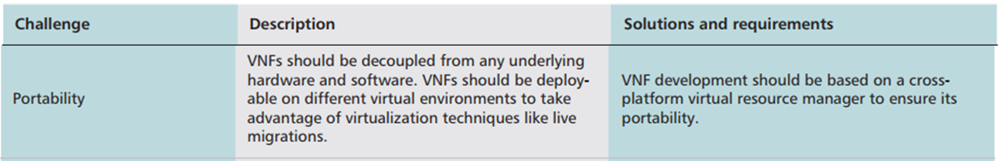 Challenge
Description
Solutions and requirements
Portability
VNFs should be decoupled from any underlying
hardware and software. VNFs should be deploy-
able on different virtual environments to take
advantage of virtualization techniques like live
migrations.
VNF development should be based on a cross-
platform virtual resource manager to ensure its
portability.